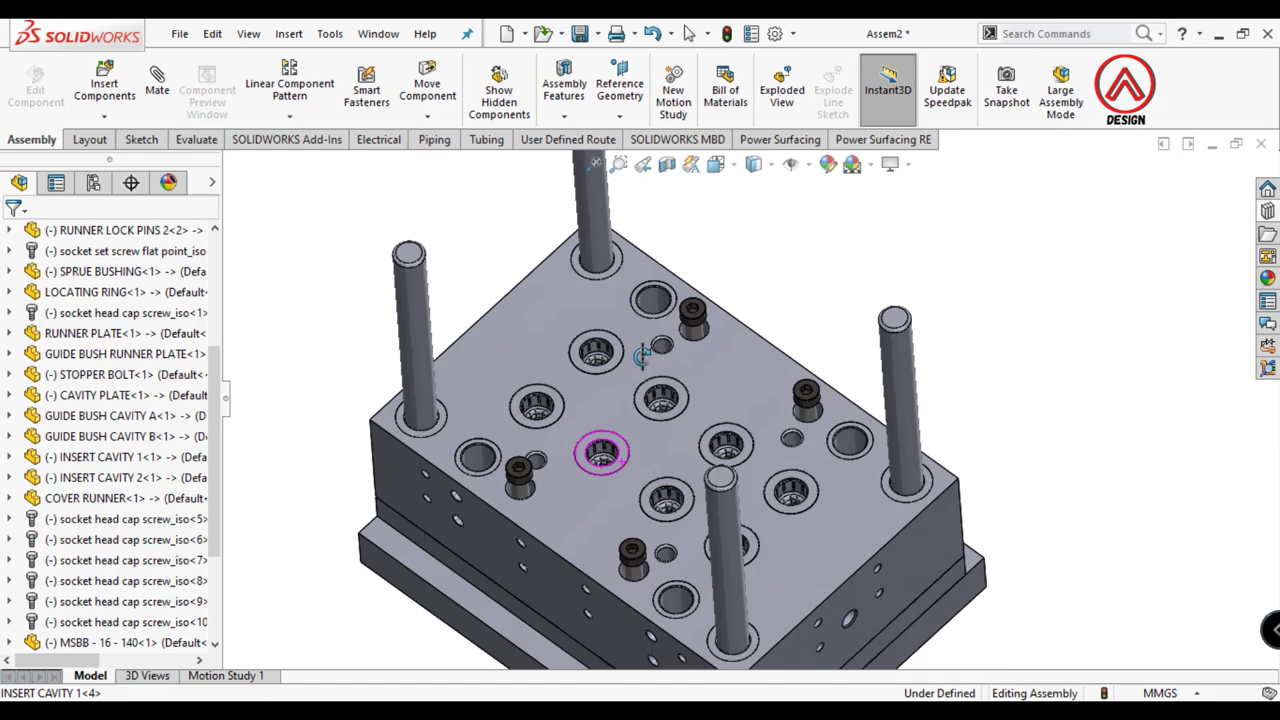 SOLIDWORKS File Edit View Insert Tools Window Help Assem2 * Search Commands ?
Edit Component
Insert Components
Mate
Component Preview Window
Linear Component Pattern
Smart Fasteners
Move Component
Show Hidden Components
Assembly Features
Reference Geometry
New Motion Study
Bill of Materials
Exploded View
Explode Line Sketch
Instant3D
Update Speedpak
Take Snapshot
Large Assembly Mode
DESIGN
Assembly Layout Sketch Evaluate SOLIDWORKS Add-Ins Electrical Piping Tubing User Defined Route SOLIDWORKS MBD Power Surfacing Power Surfacing RE
(-) RUNNER LOCK PINS 2<2> ->
(-) socket set screw flat point_iso
(-) SPRUE BUSHING<1> -> (Defa
LOCATING RING<1> -> (Default
(-) socket head cap screw_iso<1>
RUNNER PLATE<1> -> (Default<
GUIDE BUSH RUNNER PLATE<1>
(-) STOPPER BOLT<1> -> (Defaul
(-) CAVITY PLATE<1> -> (Default
GUIDE BUSH CAVITY A<1> -> (D
GUIDE BUSH CAVITY B<1> -> (D
(-) INSERT CAVITY 1<1> -> (Defa
(-) INSERT CAVITY 2<1> -> (Defa
COVER RUNNER<1> -> (Default<
(-) socket head cap screw_iso<5>
(-) socket head cap screw_iso<6>
(-) socket head cap screw_iso<7>
(-) socket head cap screw_iso<8>
(-) socket head cap screw_iso<9>
(-) socket head cap screw_iso<10
(-) MSBB - 16 - 140<1> (Default<
Model 3D Views Motion Study 1
INSERT CAVITY 1<4> Under Defined Editing Assembly MMGS